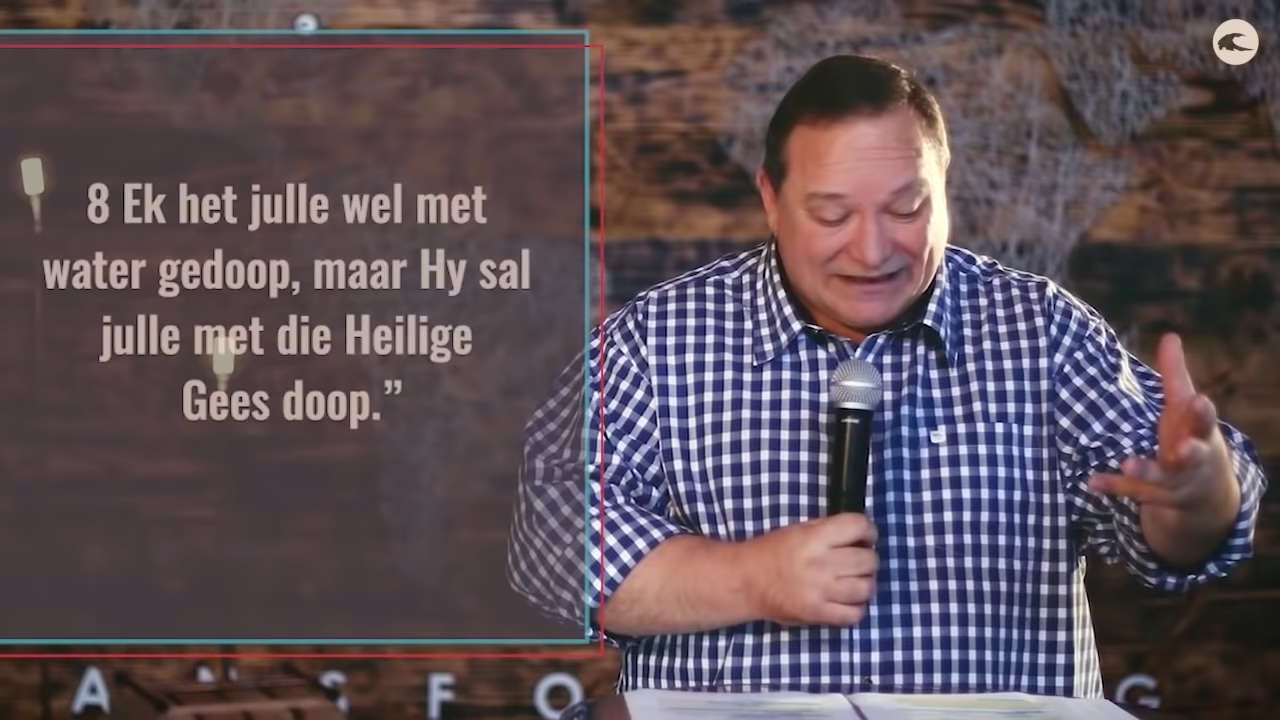 8 Ek het julle wel met
water gedoop, maar Hy sal
julle met die Heilige
Gees doop.”
A N S F O
G